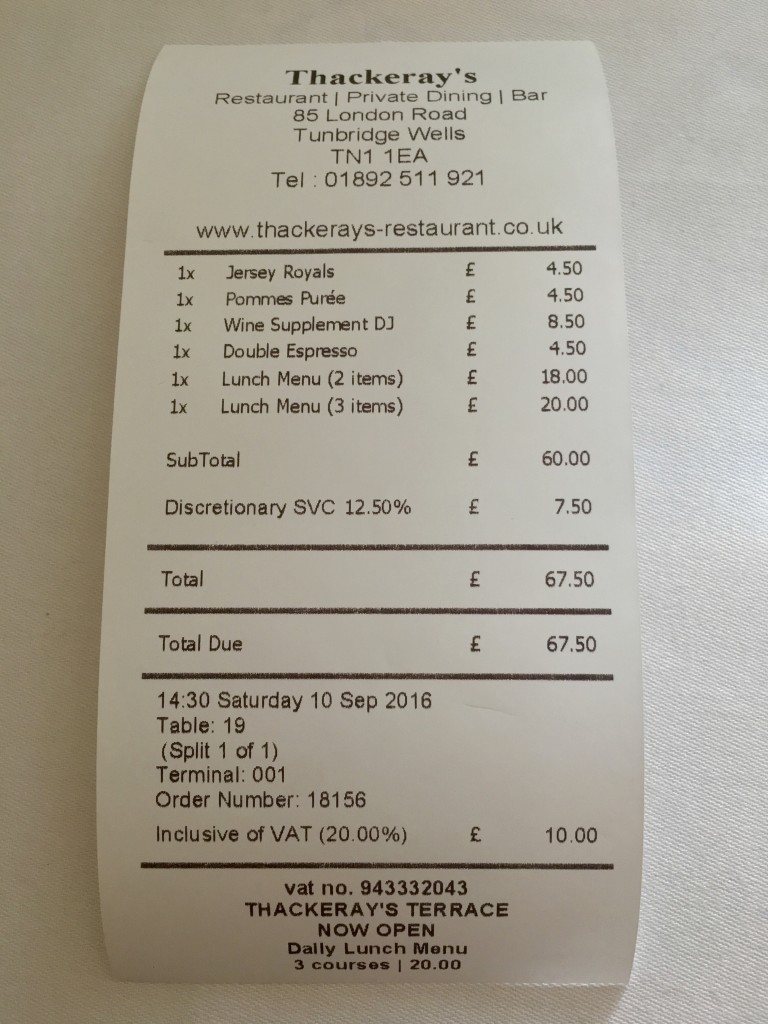 Thackeray's
Restaurant | Private Dining | Bar
85 London Road
Tunbridge Wells
TN1 1EA
Tel : 01892 511 921
www.thackerays-restaurant.co.uk
1x Jersey Royals £ 4.50
1x Pommes Purée £ 4.50
1x Wine Supplement DJ £ 8.50
1x Double Espresso £ 4.50
1x Lunch Menu (2 items) £ 18.00
1x Lunch Menu (3 items) £ 20.00
SubTotal £ 60.00
Discretionary SVC 12.50% £ 7.50
Total £ 67.50
Total Due £ 67.50
14:30 Saturday 10 Sep 2016
Table: 19
(Split 1 of 1)
Terminal: 001
Order Number: 18156
Inclusive of VAT (20.00%) £ 10.00
vat no. 943332043
THACKERAY'S TERRACE
NOW OPEN
Daily Lunch Menu
3 courses | 20.00